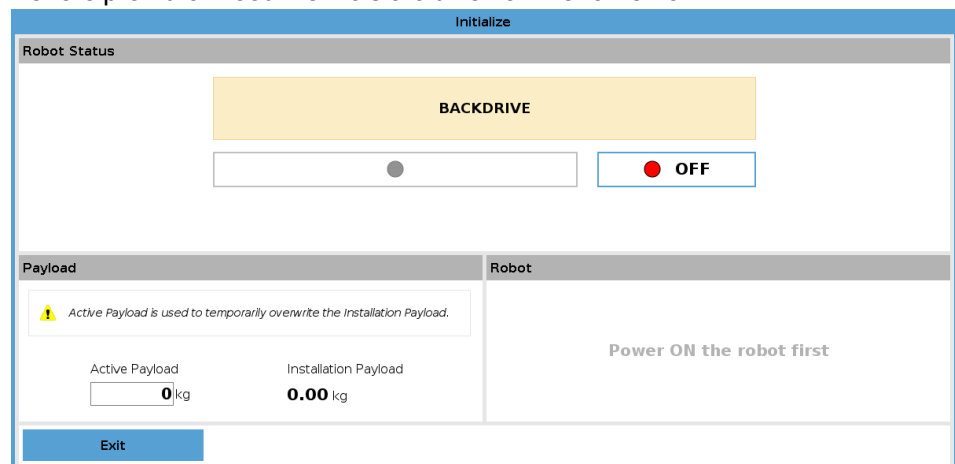 Initialize
Robot Status
BACKDRIVE
OFF
Payload
Robot
Active Payload is used to temporarily overwrite the Installation Payload.
Power ON the robot first
Active Payload
Installation Payload
0 kg
0.00 kg
Exit